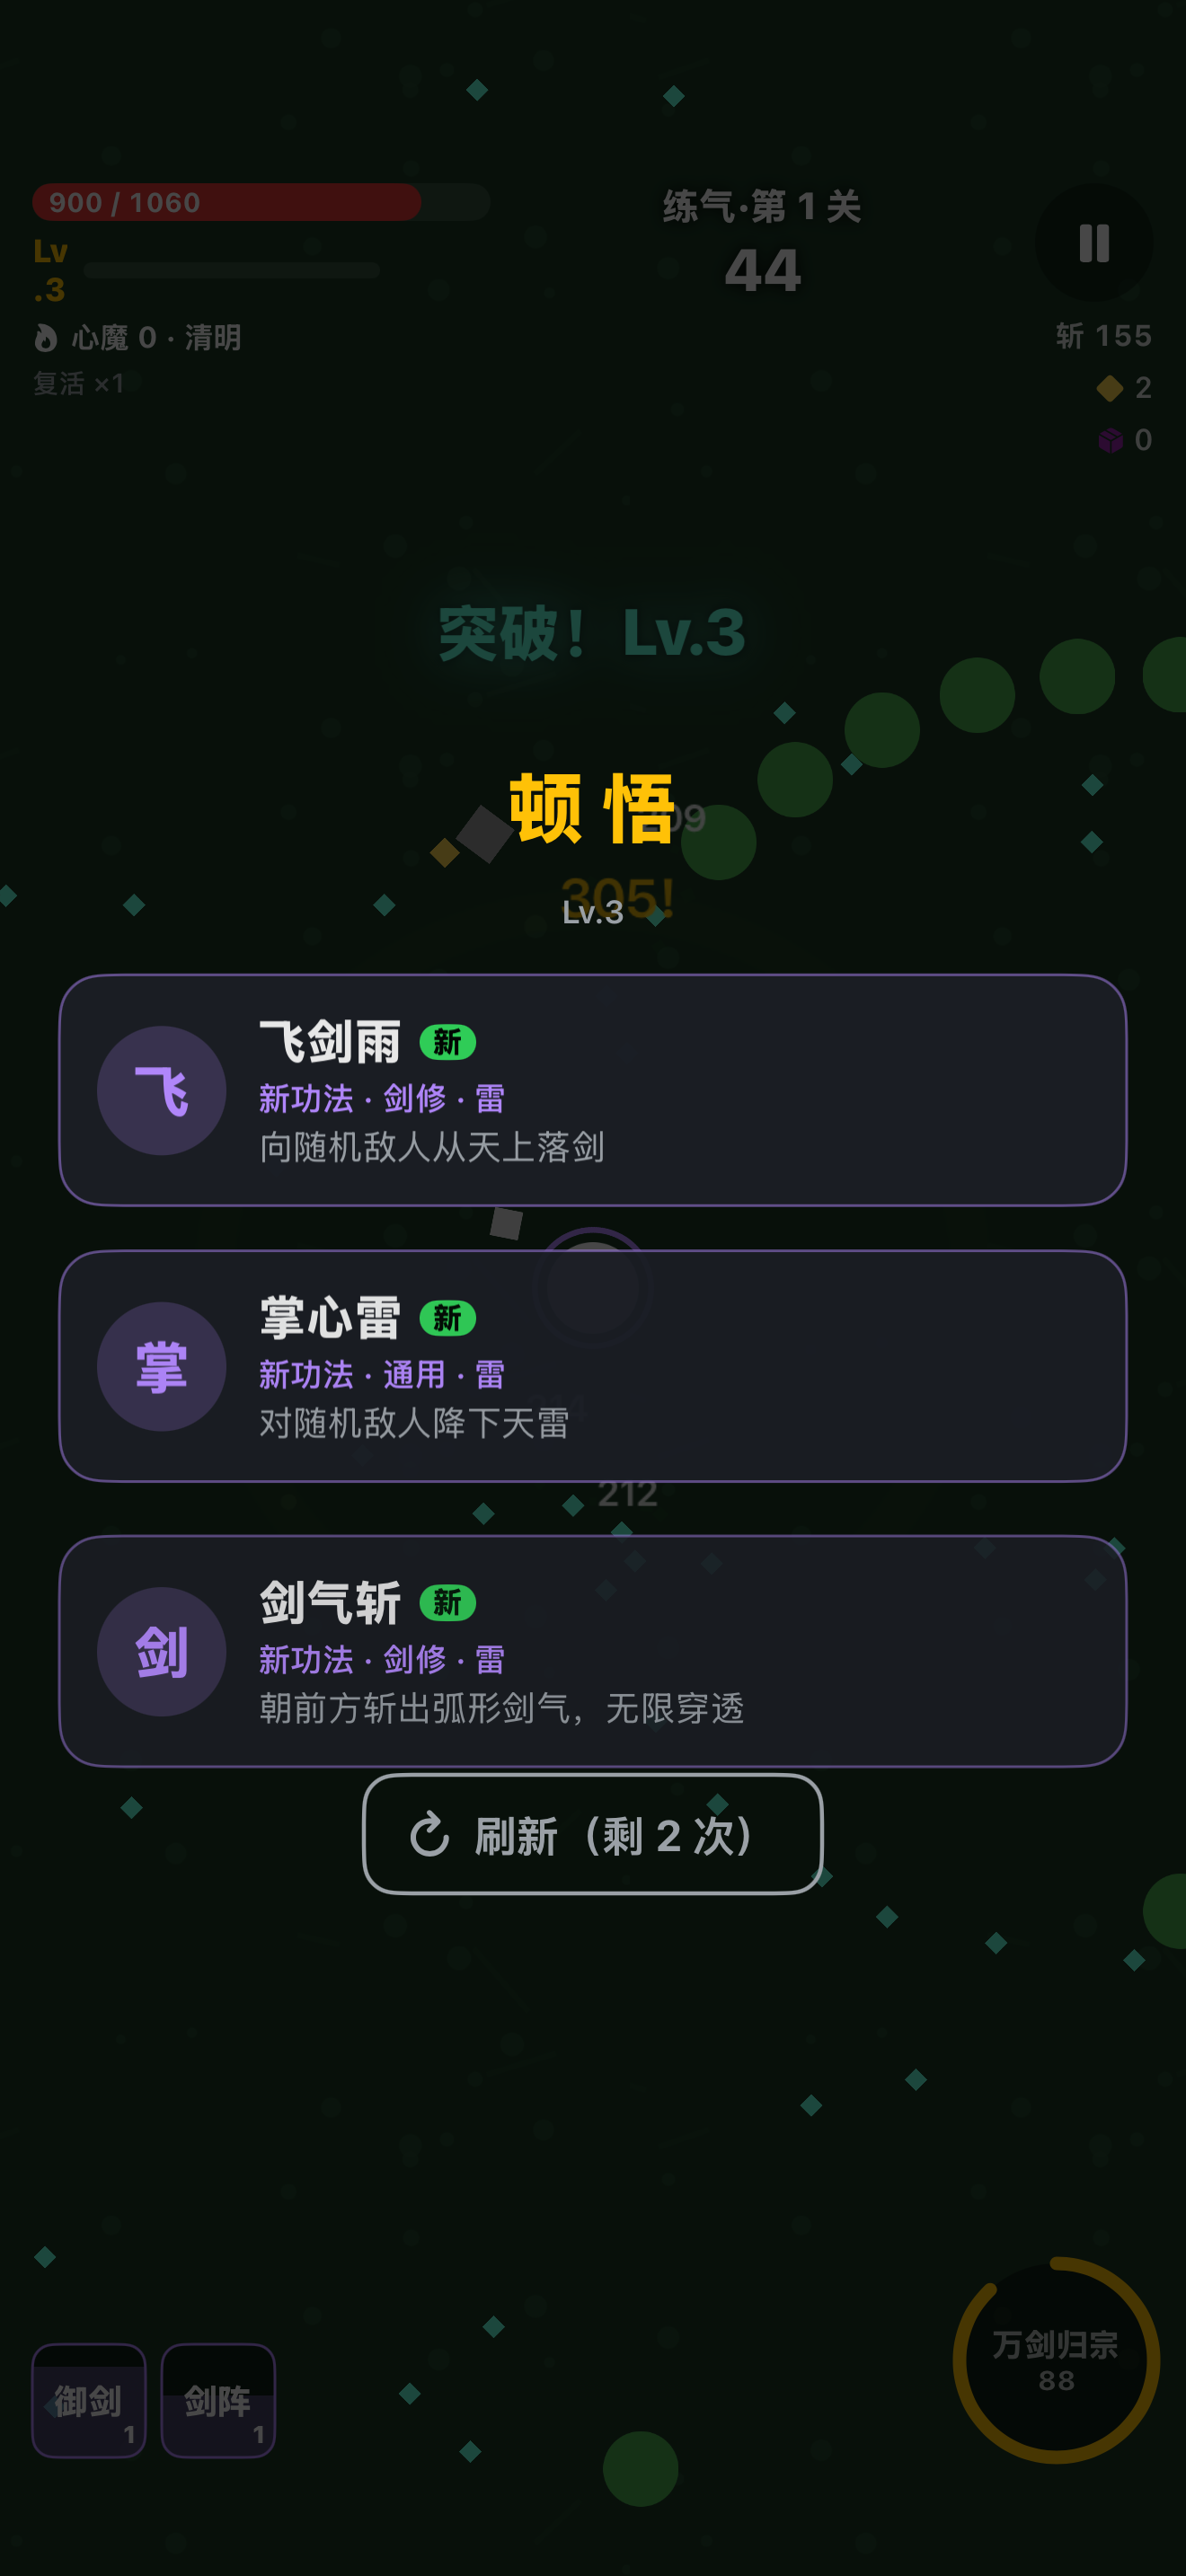 900 / 1060
练气·第 1 关
44
Lv
.3
心魔 0 · 清明
复活 ×1
斩 155
2
0
突破！Lv.3
顿 悟
305!
Lv.3
飞
飞剑雨 新
新功法 · 剑修 · 雷
向随机敌人从天上落剑
掌
掌心雷 新
新功法 · 通用 · 雷
对随机敌人降下天雷
212
剑
剑气斩 新
新功法 · 剑修 · 雷
朝前方斩出弧形剑气，无限穿透
刷新（剩 2 次）
万剑归宗
88
御剑
1
剑阵
1